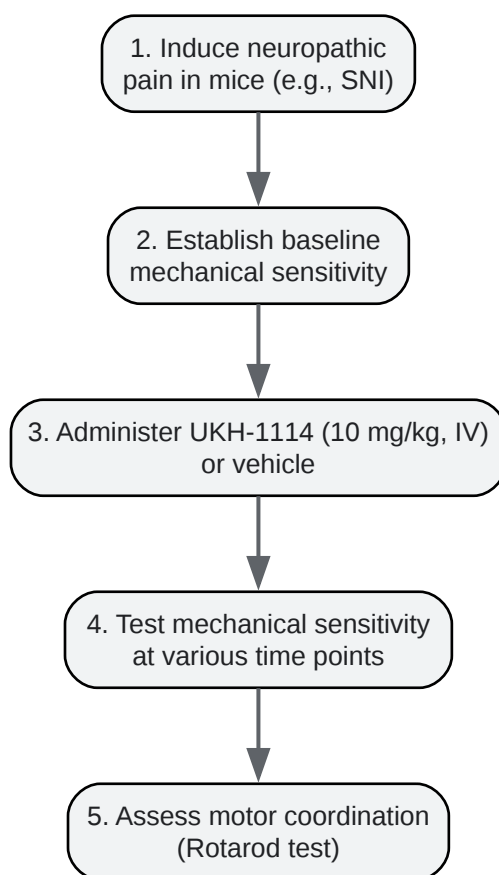 1. Induce neuropathic
pain in mice (e.g., SNI)
2. Establish baseline
mechanical sensitivity
3. Administer UKH-1114 (10 mg/kg, IV)
or vehicle
4. Test mechanical sensitivity
at various time points
5. Assess motor coordination
(Rotarod test)